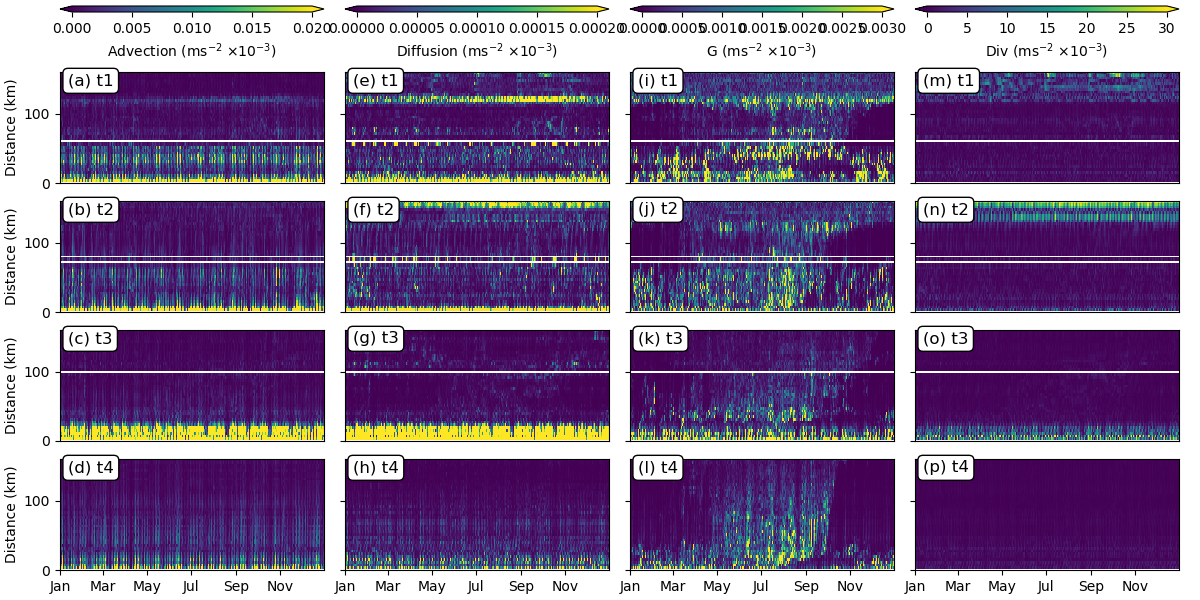 0.000 0.005 0.010 0.015 0.020 0.00000 0.00005 0.00010 0.00015 0.00020 0.0000 0.0005 0.0010 0.0015 0.0020 0.0025 0.0030 0 5 10 15 20 25 30
Advection (ms⁻² ×10⁻³) Diffusion (ms⁻² ×10⁻³) G (ms⁻² ×10⁻³) Div (ms⁻² ×10⁻³)
(a) t1 (e) t1 (i) t1 (m) t1
Distance (km)
100
0
(b) t2 (f) t2 (j) t2 (n) t2
Distance (km)
100
0
(c) t3 (g) t3 (k) t3 (o) t3
Distance (km)
100
0
(d) t4 (h) t4 (l) t4 (p) t4
Distance (km)
100
0
Jan Mar May Jul Sep Nov Jan Mar May Jul Sep Nov Jan Mar May Jul Sep Nov Jan Mar May Jul Sep Nov